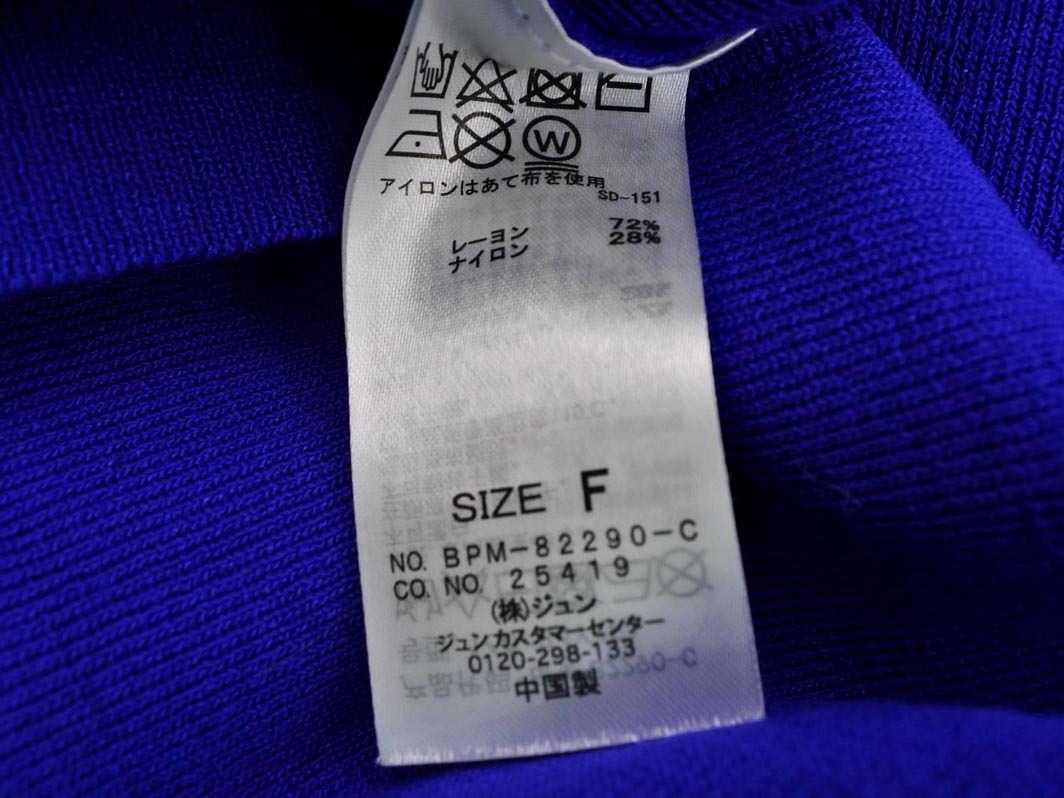 W
アイロンはあて布を使用
SD-151
レーヨン 72%
ナイロン 28%
SIZE F
NO. BPM-82290-C
CO. NO. 25419
(株)ジュン
ジュンカスタマーセンター
0120-298-133
中国製